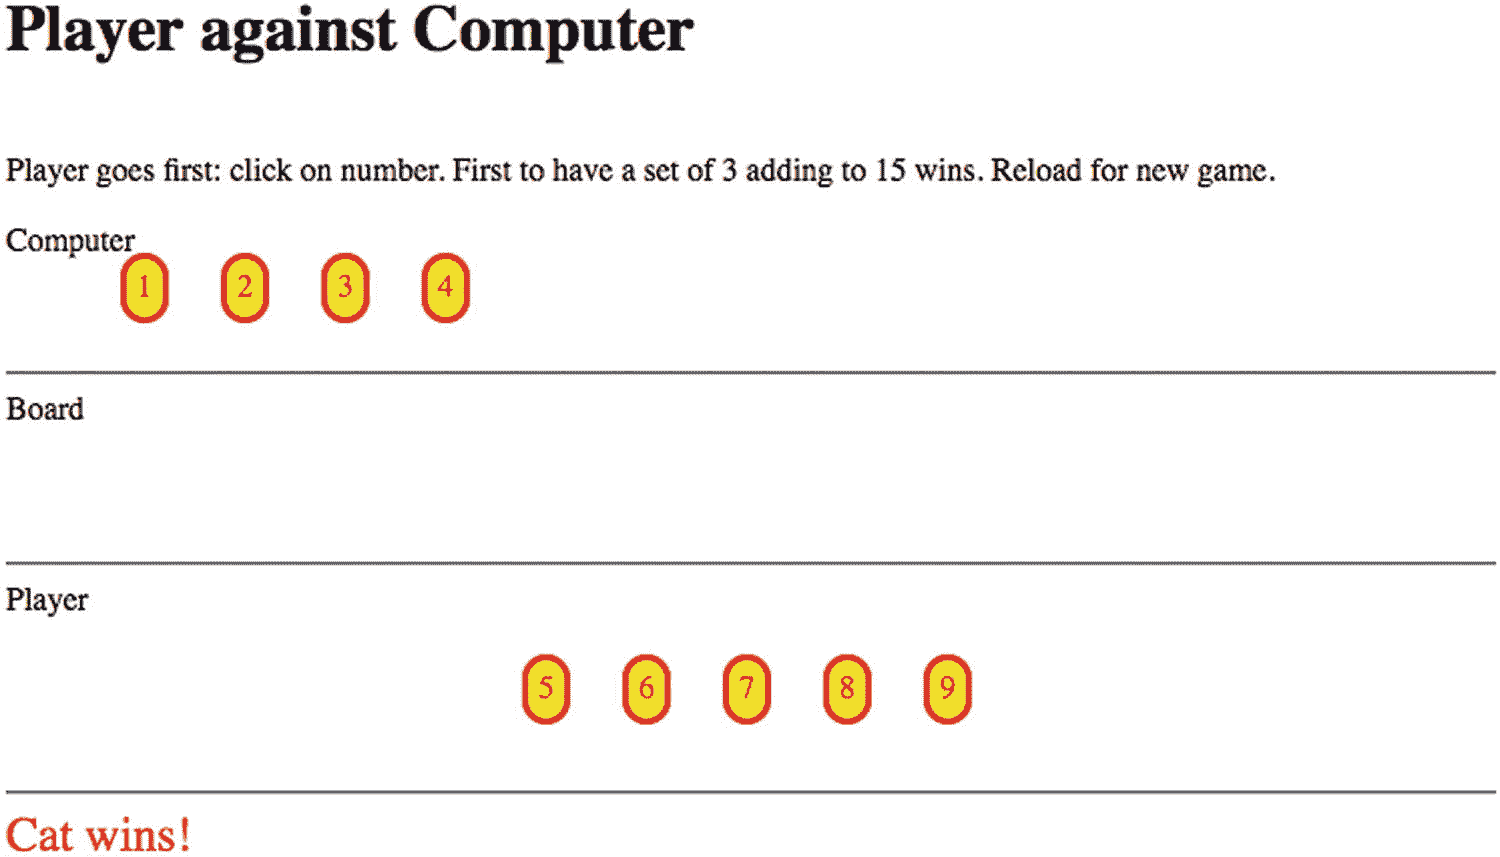 Player against Computer
Player goes first: click on number. First to have a set of 3 adding to 15 wins. Reload for new game.
Computer
1 2 3 4
Board
Player
5 6 7 8 9
Cat wins!